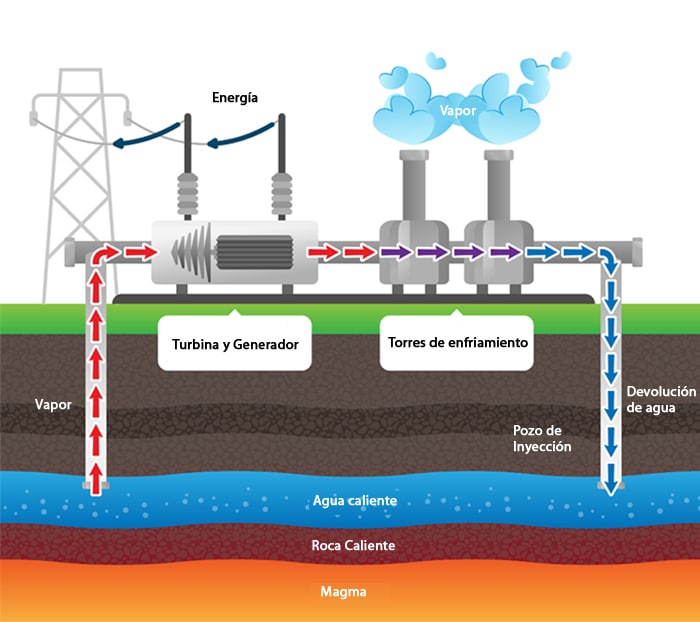 Energía
Vapor
Turbina y Generador
Torres de enfriamiento
Vapor
Devolución
de agua
Pozo de
Inyección
Agua caliente
Roca Caliente
Magma